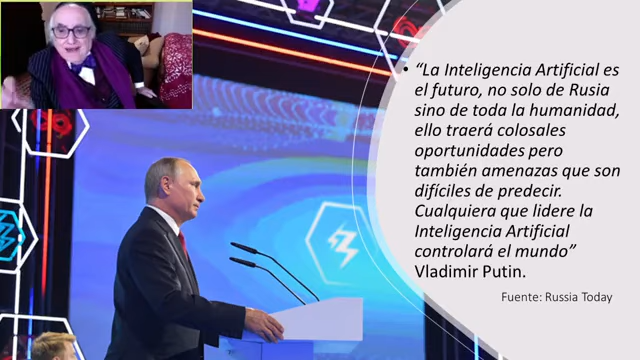 • “La Inteligencia Artificial es
el futuro, no solo de Rusia
sino de toda la humanidad,
ello traerá colosales
oportunidades pero
también amenazas que son
difíciles de predecir.
Cualquiera que lidere la
Inteligencia Artificial
controlará el mundo”
Vladimir Putin.
Fuente: Russia Today